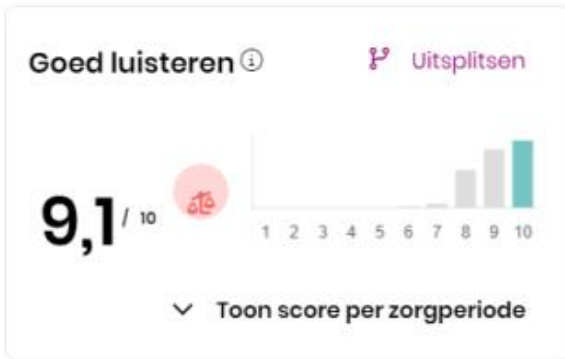 Goed luisteren ⓘ Uitsplitsen
9,1 / 10
1 2 3 4 5 6 7 8 9 10
Toon score per zorgperiode